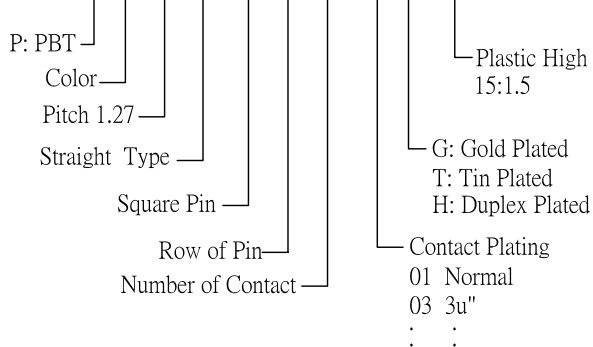 P: PBT
Color
Pitch 1.27
Straight Type
Square Pin
Row of Pin
Number of Contact
Plastic High
15:1.5
G: Gold Plated
T: Tin Plated
H: Duplex Plated
Contact Plating
01 Normal
03 3u"
: :